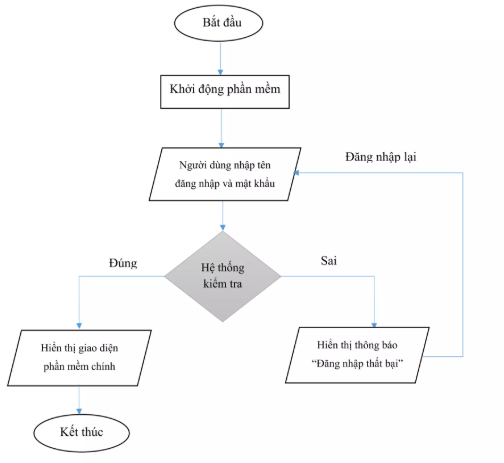 Bắt đầu
Khởi động phần mềm
Người dùng nhập tên
đăng nhập và mật khẩu
Đăng nhập lại
Hệ thống
kiểm tra
Đúng
Sai
Hiển thị giao diện
phần mềm chính
Hiển thị thông báo
“Đăng nhập thất bại”
Kết thúc